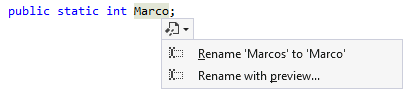 public static int Marco;
Rename 'Marcos' to 'Marco'
Rename with preview...